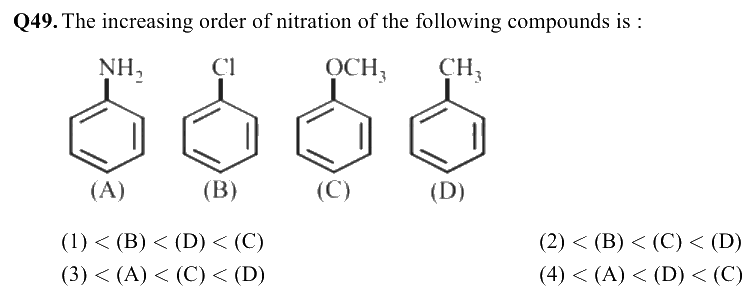 Q49. The increasing order of nitration of the following compounds is :
NH₂ Cl OCH₃ CH₃
(A) (B) (C) (D)
(1) < (B) < (D) < (C) (2) < (B) < (C) < (D)
(3) < (A) < (C) < (D) (4) < (A) < (D) < (C)